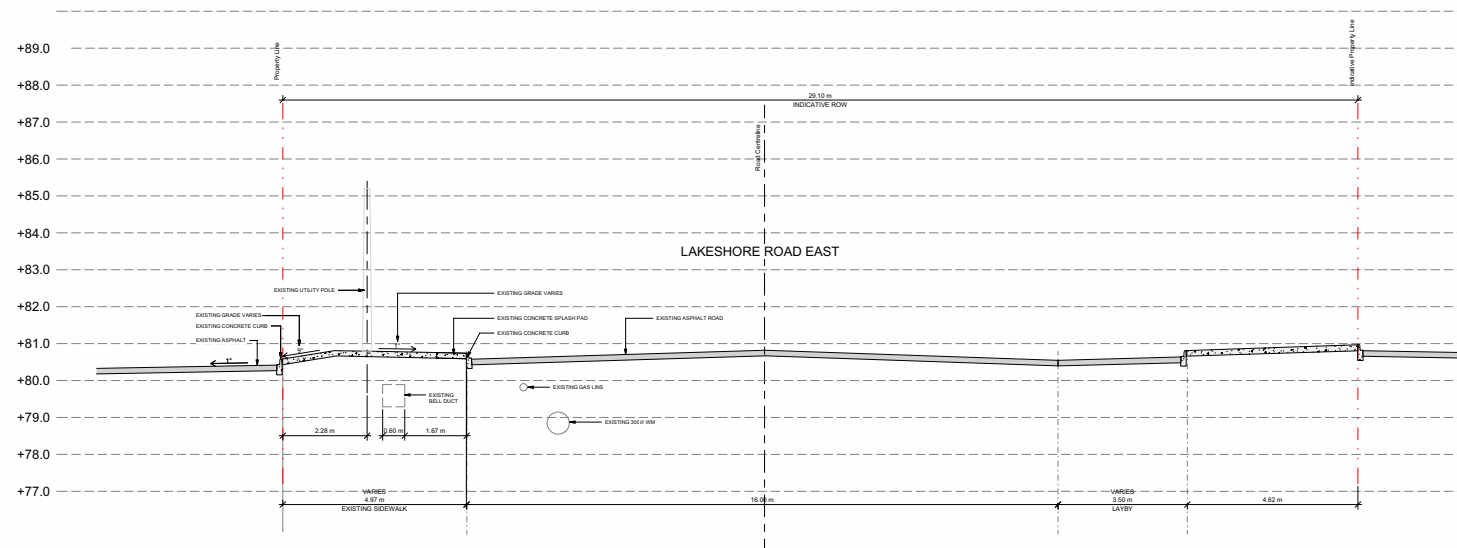 +89.0
Property Line
Indicative Property Line
+88.0
29.10 m
INDICATIVE ROW
+87.0
Road Centreline
+86.0
+85.0
+84.0
LAKESHORE ROAD EAST
+83.0
EXISTING UTILITY POLE
EXISTING GRADE VARIES
+82.0
EXISTING GRADE VARIES
EXISTING CONCRETE SPLASH PAD
EXISTING ASPHALT ROAD
EXISTING CONCRETE CURB
EXISTING CONCRETE CURB
EXISTING ASPHALT
+81.0
1°
9°
1°
+80.0
EXISTING GAS LINS
EXISTING
BELL DUCT
+79.0
EXISTING 300 Ø WM
2.28 m
0.60 m
1.67 m
+78.0
+77.0
VARIES
4.97 m
EXISTING SIDEWALK
16.00 m
VARIES
3.50 m
LAYBY
4.62 m